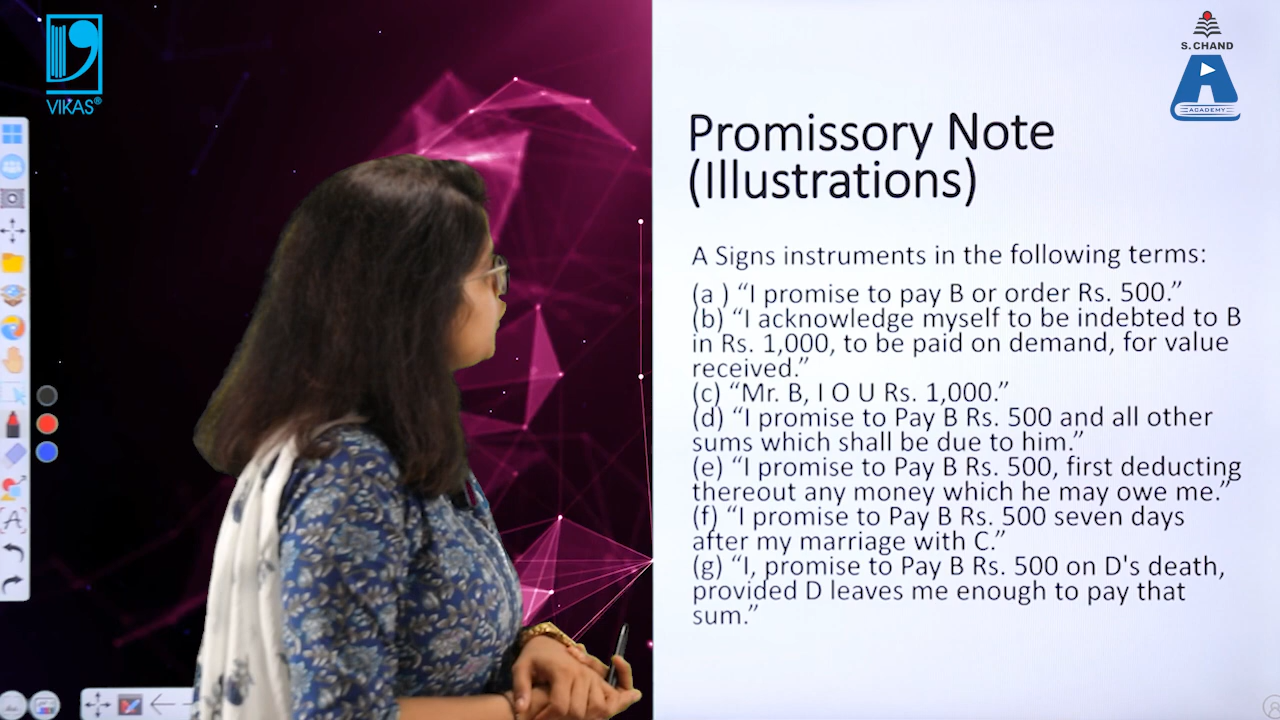 VIKAS®
S. CHAND
ACADEMY
Promissory Note
(Illustrations)
A Signs instruments in the following terms:
(a ) “I promise to pay B or order Rs. 500.”
(b) “I acknowledge myself to be indebted to B
in Rs. 1,000, to be paid on demand, for value
received.”
(c) “Mr. B, I O U Rs. 1,000.”
(d) “I promise to Pay B Rs. 500 and all other
sums which shall be due to him.”
(e) “I promise to Pay B Rs. 500, first deducting
thereout any money which he may owe me.”
(f) “I promise to Pay B Rs. 500 seven days
after my marriage with C.”
(g) “I, promise to Pay B Rs. 500 on D's death,
provided D leaves me enough to pay that
sum.”